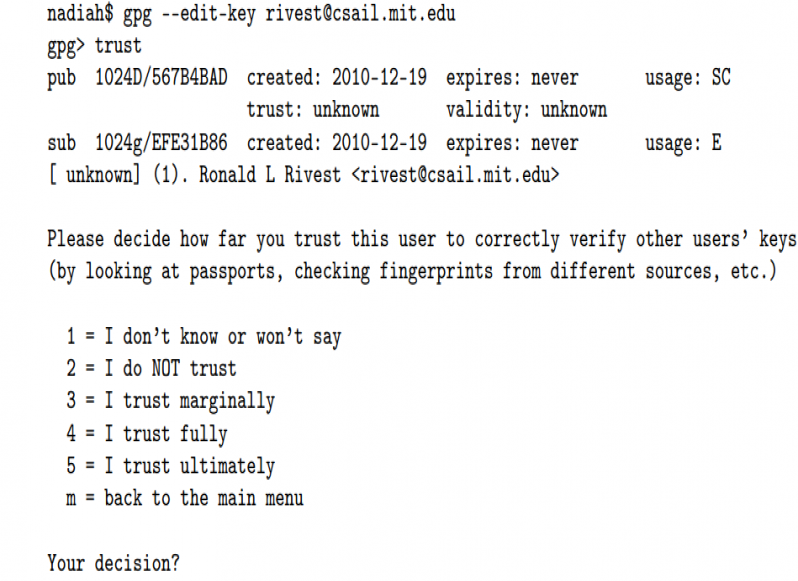 nadiah$ gpg --edit-key rivest@csail.mit.edu
gpg> trust
pub 1024D/567B4BAD created: 2010-12-19 expires: never usage: SC
trust: unknown validity: unknown
sub 1024g/EFE31B86 created: 2010-12-19 expires: never usage: E
[ unknown] (1). Ronald L Rivest <rivest@csail.mit.edu>
Please decide how far you trust this user to correctly verify other users’ keys
(by looking at passports, checking fingerprints from different sources, etc.)
1 = I don’t know or won’t say
2 = I do NOT trust
3 = I trust marginally
4 = I trust fully
5 = I trust ultimately
m = back to the main menu
Your decision?